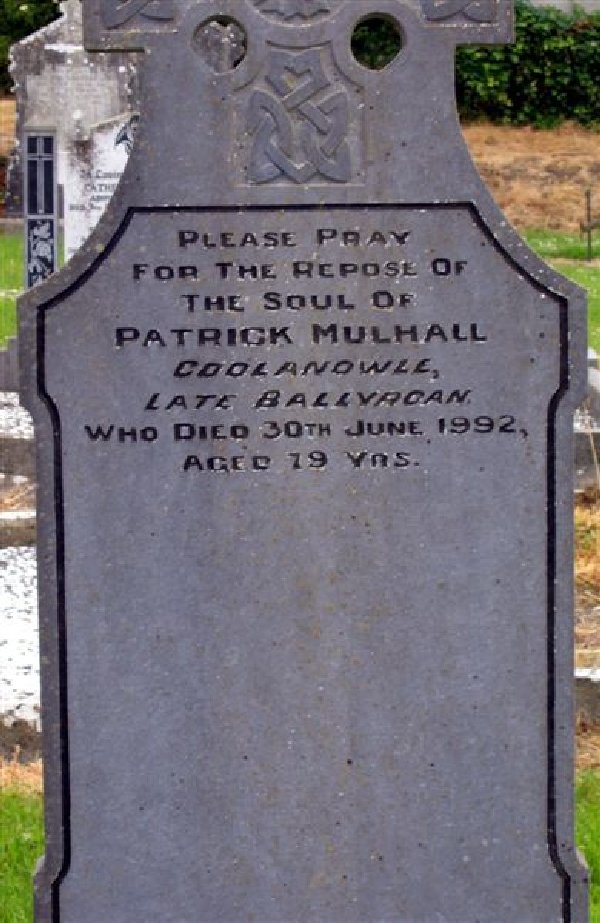 PLEASE PRAY
FOR THE REPOSE OF
THE SOUL OF
PATRICK MULHALL
COOLANOWLE,
LATE BALLYROAN.
WHO DIED 30TH JUNE 1992,
AGED 79 YRS.